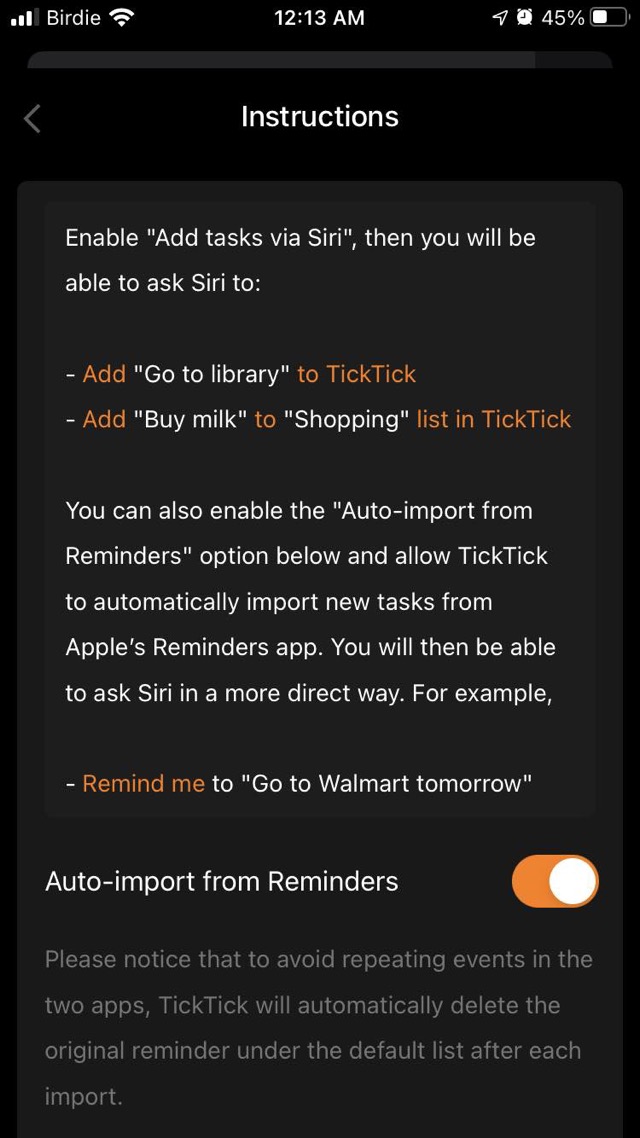 Birdie 12:13 AM 45%
Instructions
Enable "Add tasks via Siri", then you will be
able to ask Siri to:
- Add "Go to library" to TickTick
- Add "Buy milk" to "Shopping" list in TickTick
You can also enable the "Auto-import from
Reminders" option below and allow TickTick
to automatically import new tasks from
Apple’s Reminders app. You will then be able
to ask Siri in a more direct way. For example,
- Remind me to "Go to Walmart tomorrow"
Auto-import from Reminders
Please notice that to avoid repeating events in the
two apps, TickTick will automatically delete the
original reminder under the default list after each
import.